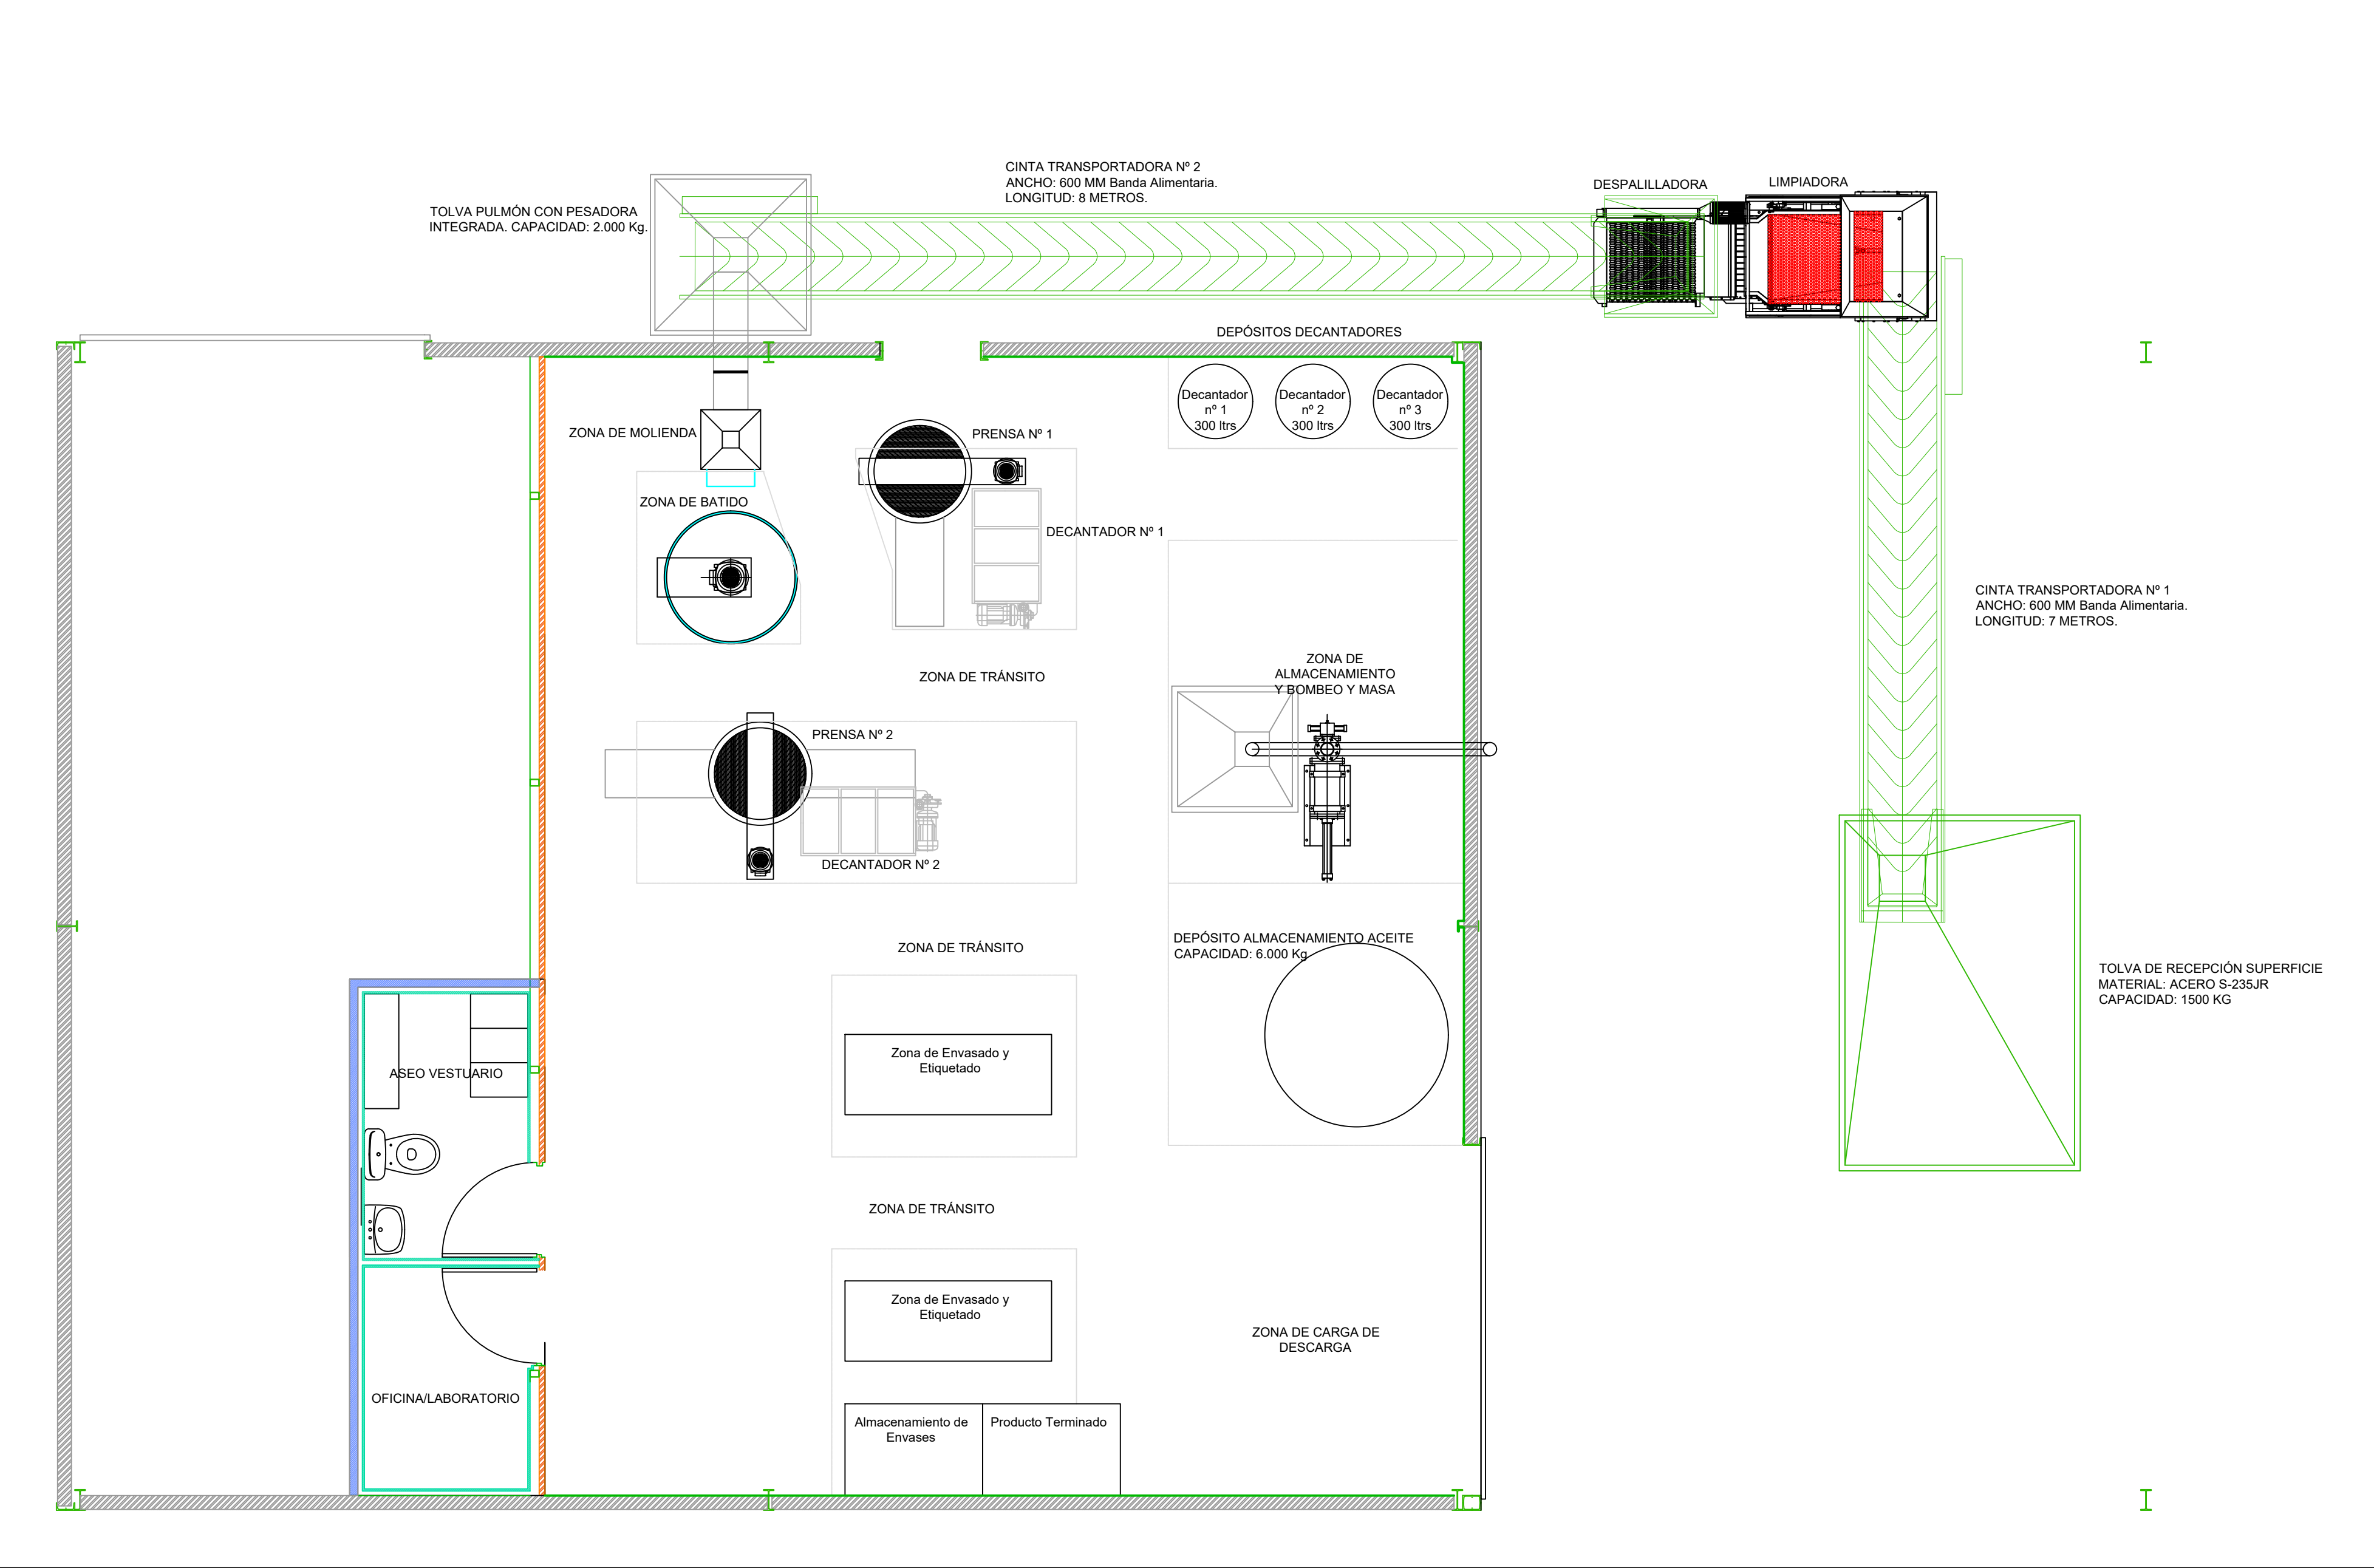 CINTA TRANSPORTADORA Nº 2
ANCHO: 600 MM Banda Alimentaria.
LONGITUD: 8 METROS.
DESPALILLADORA
LIMPIADORA
TOLVA PULMÓN CON PESADORA
INTEGRADA. CAPACIDAD: 2.000 Kg.
DEPÓSITOS DECANTADORES
Decantador
nº 1
300 ltrs
Decantador
nº 2
300 ltrs
Decantador
nº 3
300 ltrs
ZONA DE MOLIENDA
PRENSA Nº 1
ZONA DE BATIDO
DECANTADOR Nº 1
CINTA TRANSPORTADORA Nº 1
ANCHO: 600 MM Banda Alimentaria.
LONGITUD: 7 METROS.
ZONA DE TRÁNSITO
ZONA DE
ALMACENAMIENTO
Y BOMBEO Y MASA
PRENSA Nº 2
DECANTADOR Nº 2
ZONA DE TRÁNSITO
DEPÓSITO ALMACENAMIENTO ACEITE
CAPACIDAD: 6.000 Kg
TOLVA DE RECEPCIÓN SUPERFICIE
MATERIAL: ACERO S-235JR
CAPACIDAD: 1500 KG
Zona de Envasado y
Etiquetado
ASEO VESTUARIO
ZONA DE TRÁNSITO
Zona de Envasado y
Etiquetado
ZONA DE CARGA DE
DESCARGA
OFICINA/LABORATORIO
Almacenamiento de
Envases
Producto Terminado